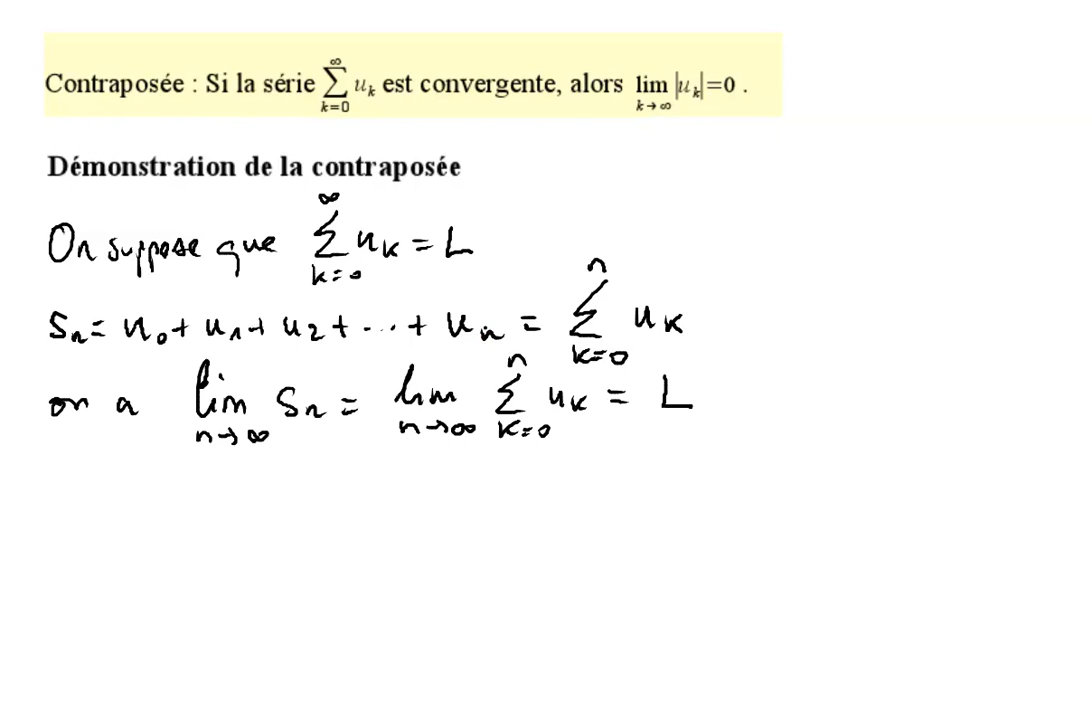 Contraposée : Si la série ∑_{k=0}^{∞} u_k est convergente, alors lim_{k→∞} |u_k|=0 .
Démonstration de la contraposée
On suppose que ∑_{k=0}^{∞} u_k = L
S_n = u_0 + u_1 + u_2 + ... + u_n = ∑_{k=0}^{n} u_k
on a lim_{n→∞} S_n = lim_{n→∞} ∑_{k=0}^{n} u_k = L